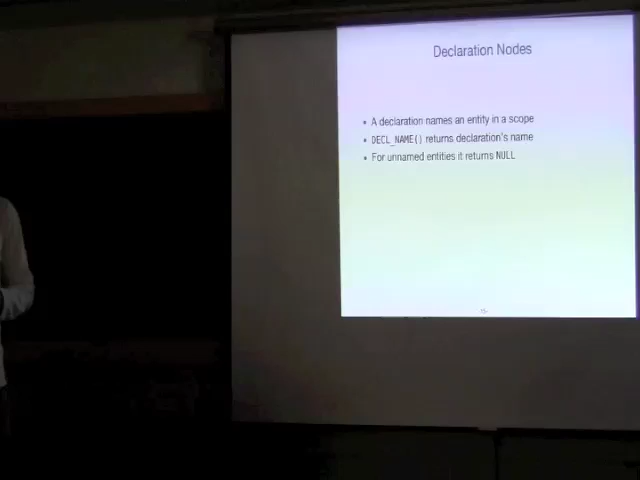 Declaration Nodes
• A declaration names an entity in a scope
• DECL_NAME() returns declaration's name
• For unnamed entities it returns NULL